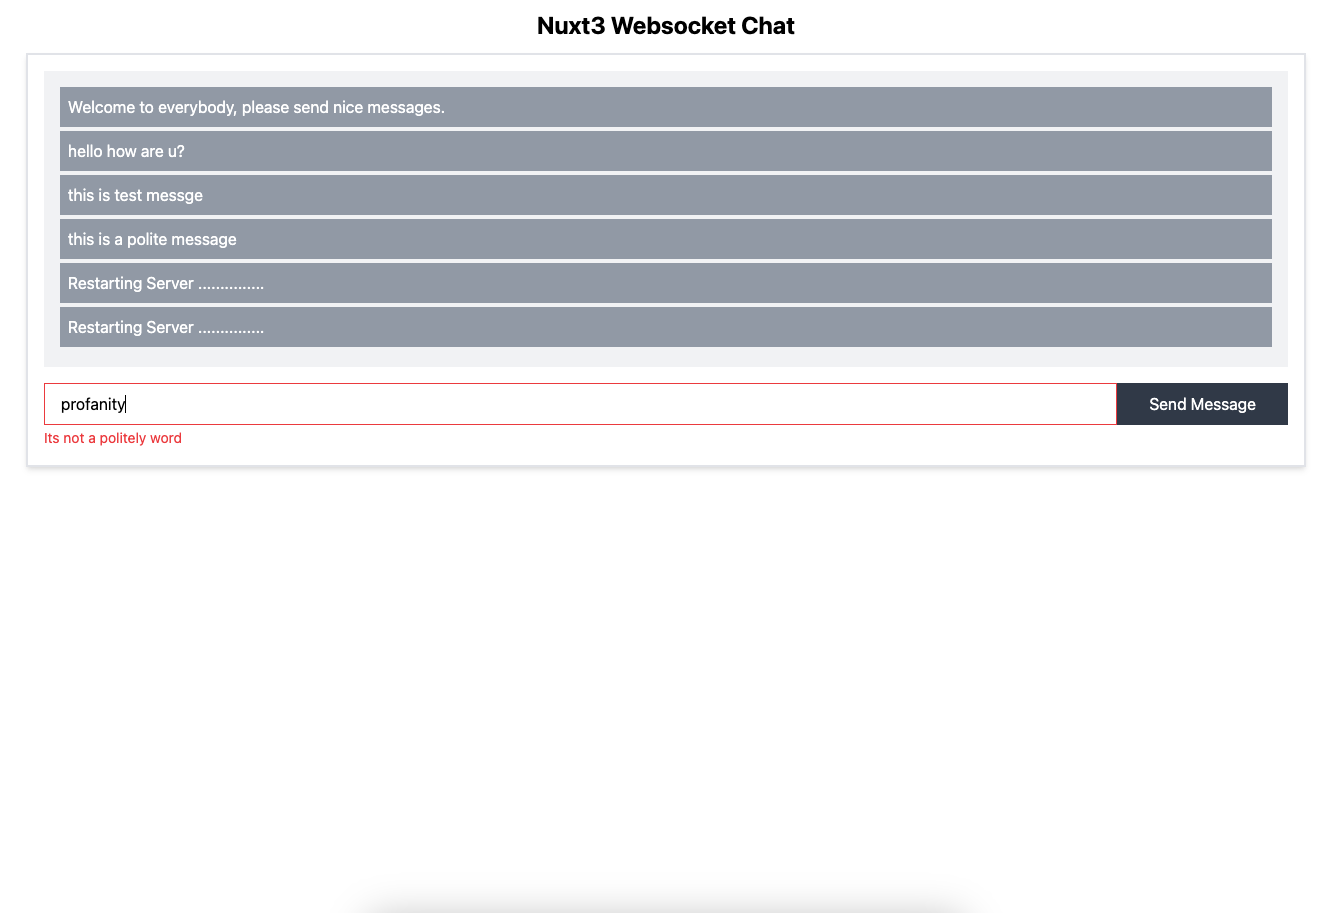 Nuxt3 Websocket Chat
Welcome to everybody, please send nice messages.
hello how are u?
this is test messge
this is a polite message
Restarting Server ...............
Restarting Server ...............
profanity
Send Message
Its not a politely word